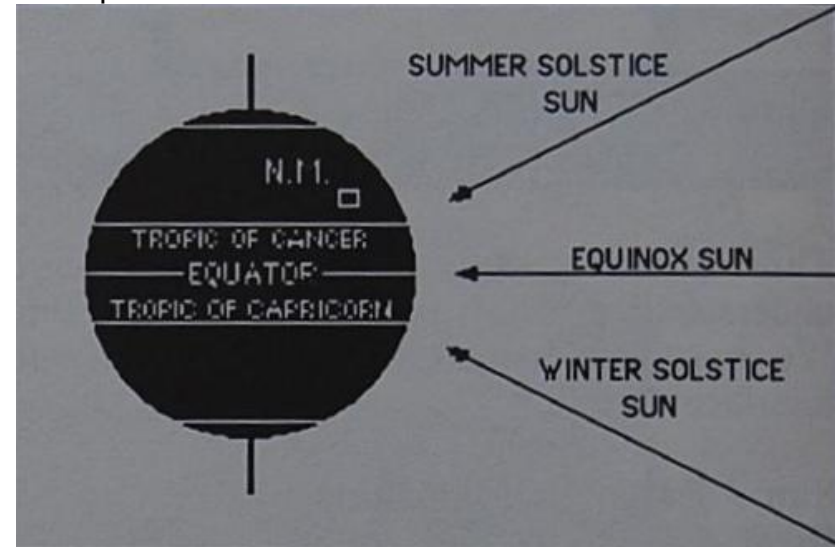 SUMMER SOLSTICE
SUN
N.M.
TROPIC OF CANCER
EQUATOR
EQUINOX SUN
TROPIC OF CAPRICORN
WINTER SOLSTICE
SUN